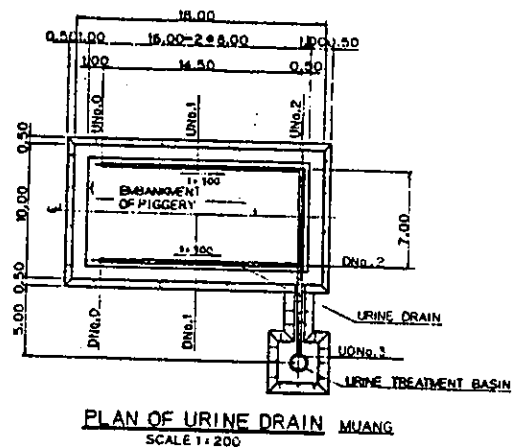 18.00
0.50 1.00 16.00=2@8.00 1.00 0.50
1.00 14.50 0.50
UNo.0
UNo.1
UNo.2
0.50
10.00
0.50
5.00
1:100
EMBANKMENT
OF PIGGERY
1:100
7.00
DNo.2
DNo.0
DNo.1
URINE DRAIN
UDNo.3
URINE TREATMENT BASIN
PLAN OF URINE DRAIN MUANG
SCALE 1:200